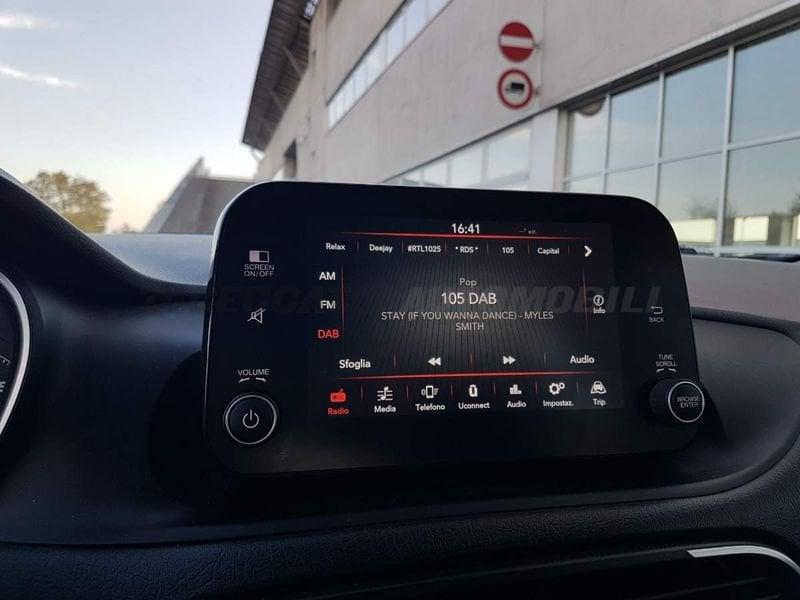 16:41
--° est.
Relax Deejay #RTL1025 *RDS* 105 Capital
SCREEN
ON/OFF
AM
Pop
FM
105 DAB
Info
BACK
DAB
STAY (IF YOU WANNA DANCE) - MYLES
SMITH
Sfoglia Audio
VOLUME
TUNE
SCROLL
Radio Media Telefono Uconnect Audio Impostaz. Trip
BROWSE
ENTER
AUTOMOBILI